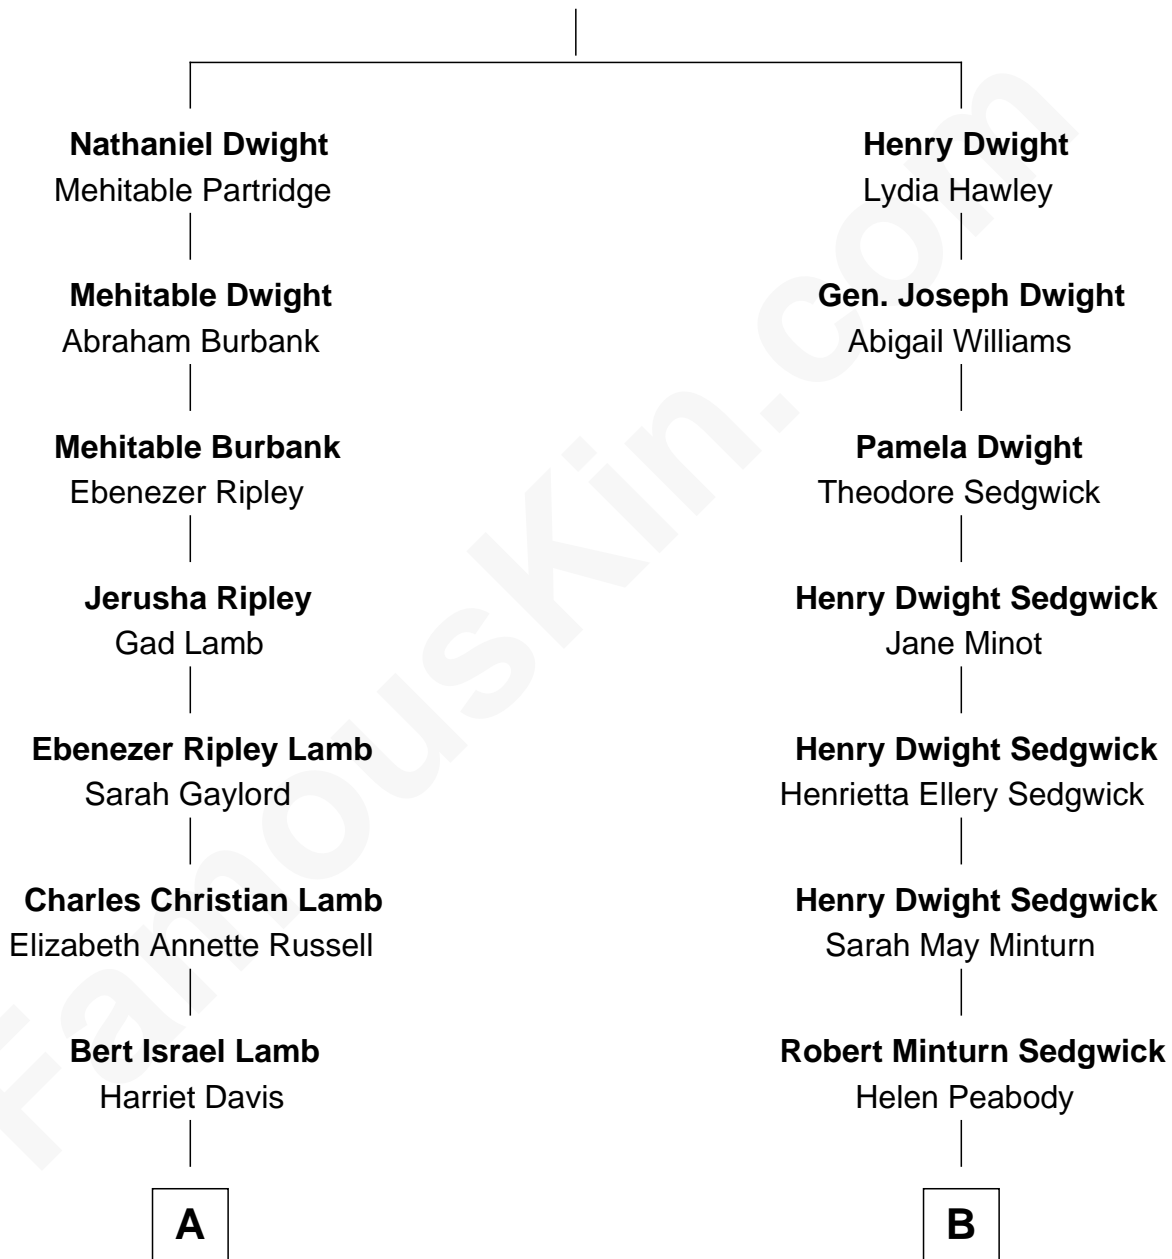 Nathaniel Dwight
Mehitable Partridge
Henry Dwight
Lydia Hawley
Mehitable Dwight
Abraham Burbank
Gen. Joseph Dwight
Abigail Williams
Mehitable Burbank
Ebenezer Ripley
Pamela Dwight
Theodore Sedgwick
Jerusha Ripley
Gad Lamb
Henry Dwight Sedgwick
Jane Minot
Ebenezer Ripley Lamb
Sarah Gaylord
Henry Dwight Sedgwick
Henrietta Ellery Sedgwick
Charles Christian Lamb
Elizabeth Annette Russell
Henry Dwight Sedgwick
Sarah May Minturn
Bert Israel Lamb
Harriet Davis
Robert Minturn Sedgwick
Helen Peabody
A
B
FamousKin.com